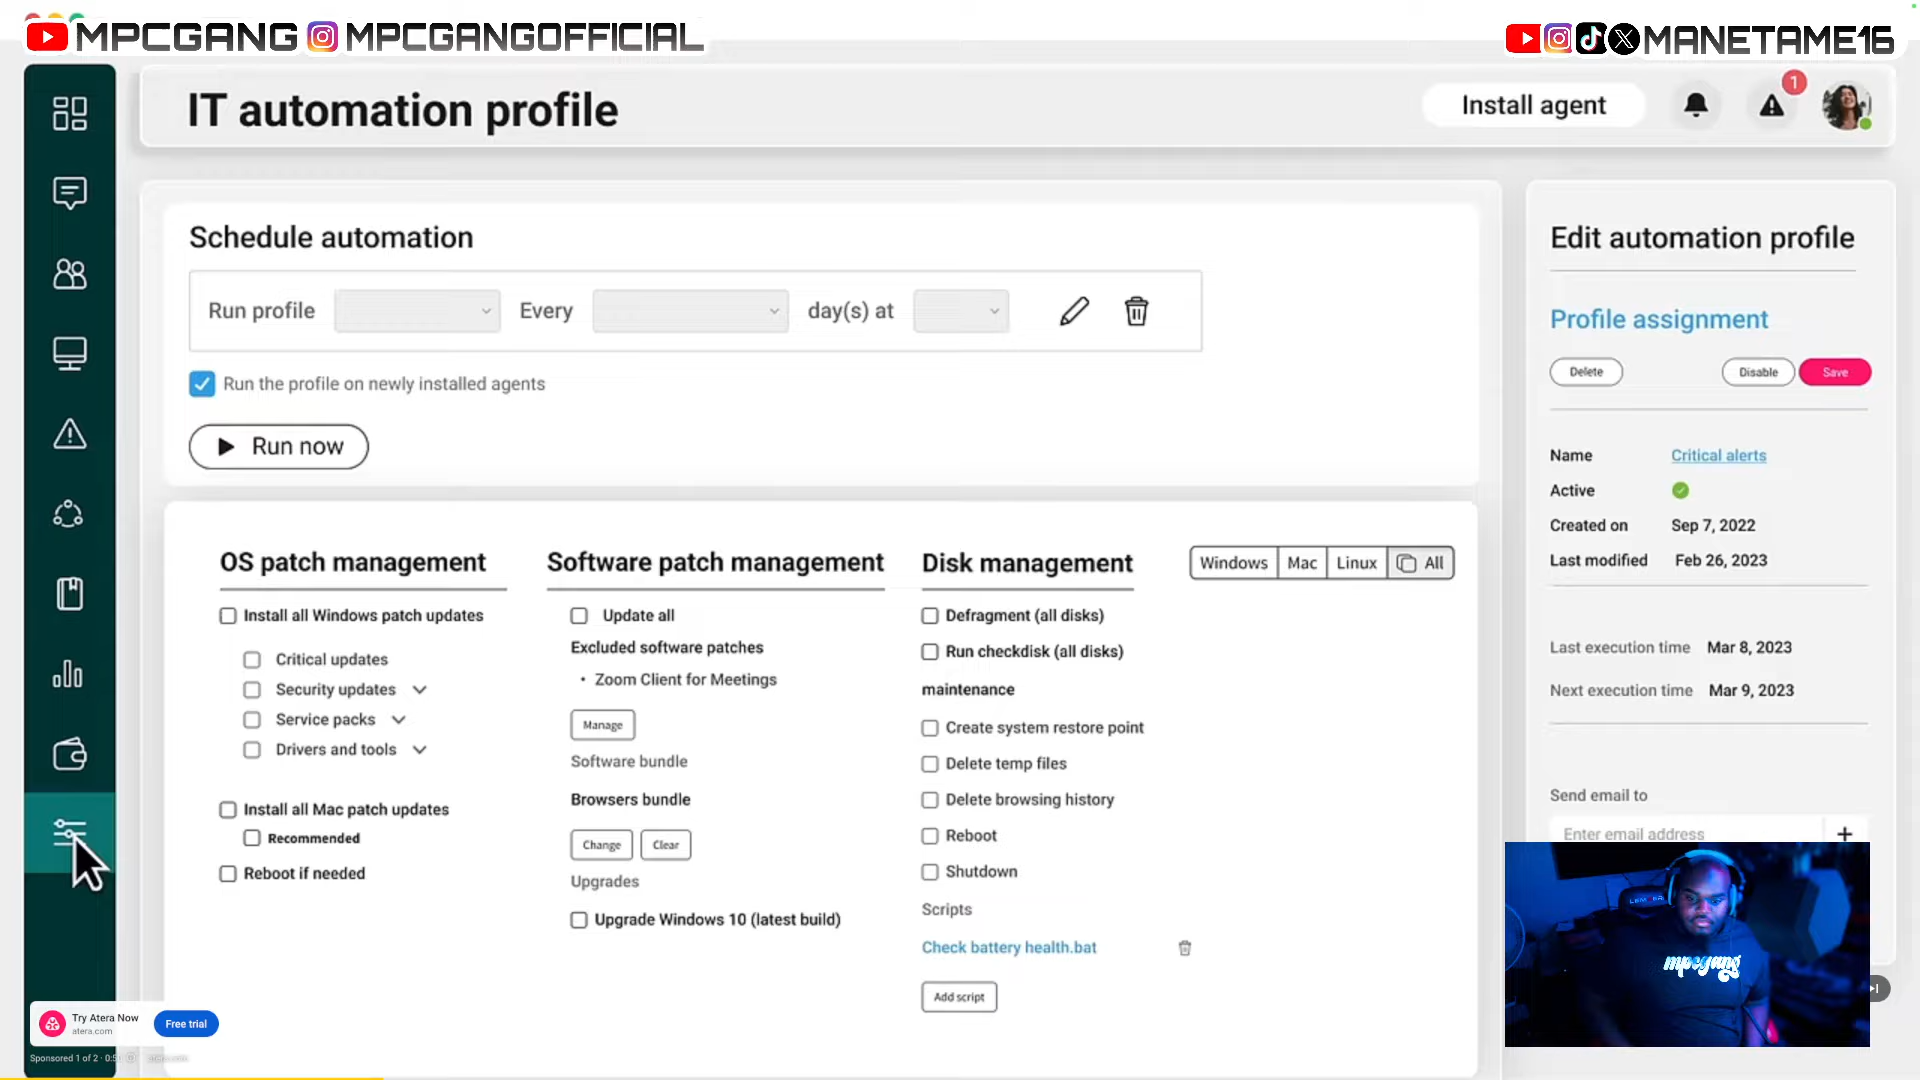 MPCGANG MPCGANGOFFICIAL
MANETAME16
IT automation profile
Install agent
1
Schedule automation
Run profile Every day(s) at
Run the profile on newly installed agents
Run now
OS patch management
Install all Windows patch updates
Critical updates
Security updates
Service packs
Drivers and tools
Install all Mac patch updates
Recommended
Reboot if needed
Software patch management
Update all
Excluded software patches
• Zoom Client for Meetings
Manage
Software bundle
Browsers bundle
Change Clear
Upgrades
Upgrade Windows 10 (latest build)
Disk management
Windows Mac Linux All
Defragment (all disks)
Run checkdisk (all disks)
maintenance
Create system restore point
Delete temp files
Delete browsing history
Reboot
Shutdown
Scripts
Check battery health.bat
Add script
Edit automation profile
Profile assignment
Delete Disable Save
Name Critical alerts
Active
Created on Sep 7, 2022
Last modified Feb 26, 2023
Last execution time Mar 8, 2023
Next execution time Mar 9, 2023
Send email to
Enter email address
mpcgang
Try Atera Now
atera.com
Free trial
Sponsored 1 of 2